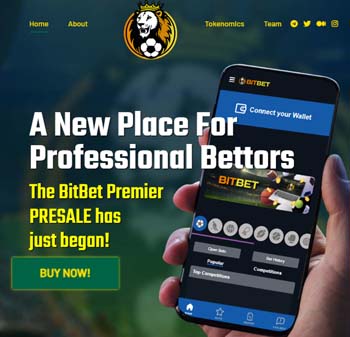 Home
About
Tokenomics
Team
A New Place For
Professional Bettors
The BitBet Premier
PRESALE has
just began!
BUY NOW!
BITBET
Connect your Wallet
BITBET
Open Bets
Bet History
Popular
Competitions
Top Competitions